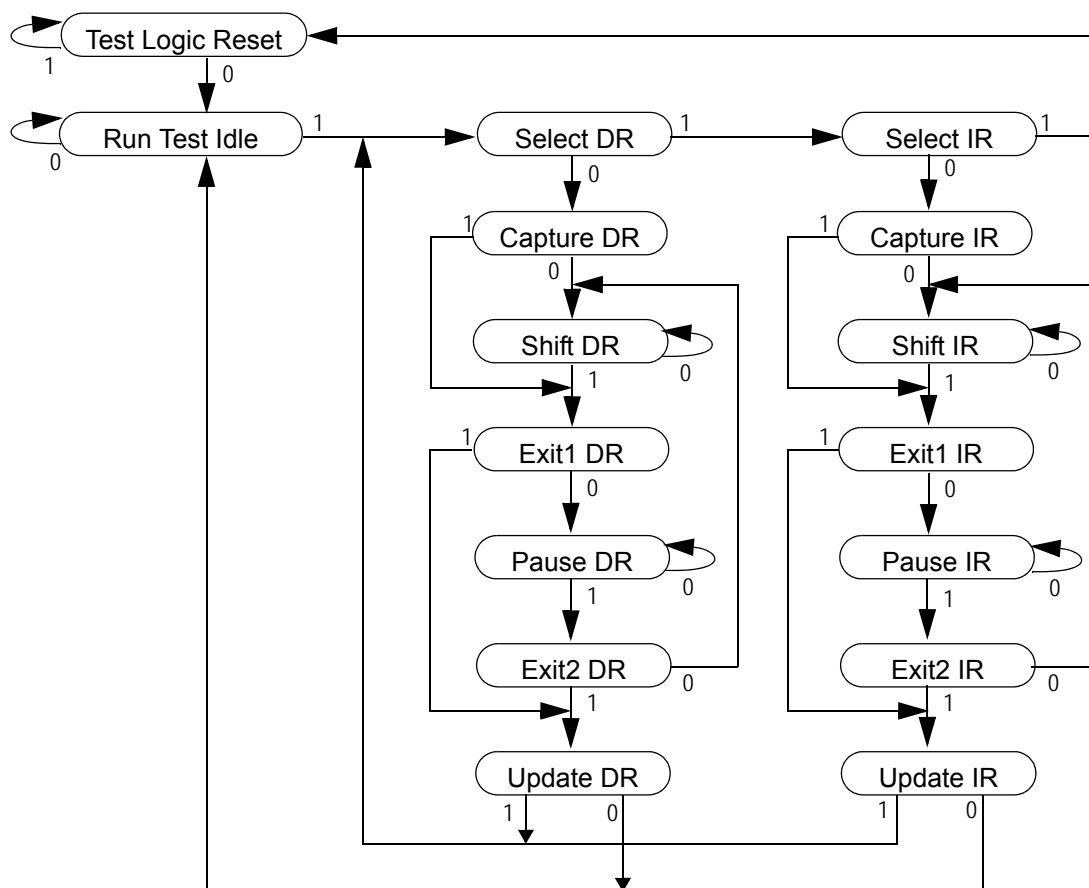 Test Logic Reset
1
0
Run Test Idle
1
Select DR
1
Select IR
1
0
0
0
1
Capture DR
1
Capture IR
0
0
Shift DR
Shift IR
0
0
1
1
1
Exit1 DR
1
Exit1 IR
0
0
Pause DR
Pause IR
0
0
1
1
Exit2 DR
Exit2 IR
0
0
1
1
Update DR
Update IR
1
0
1
0